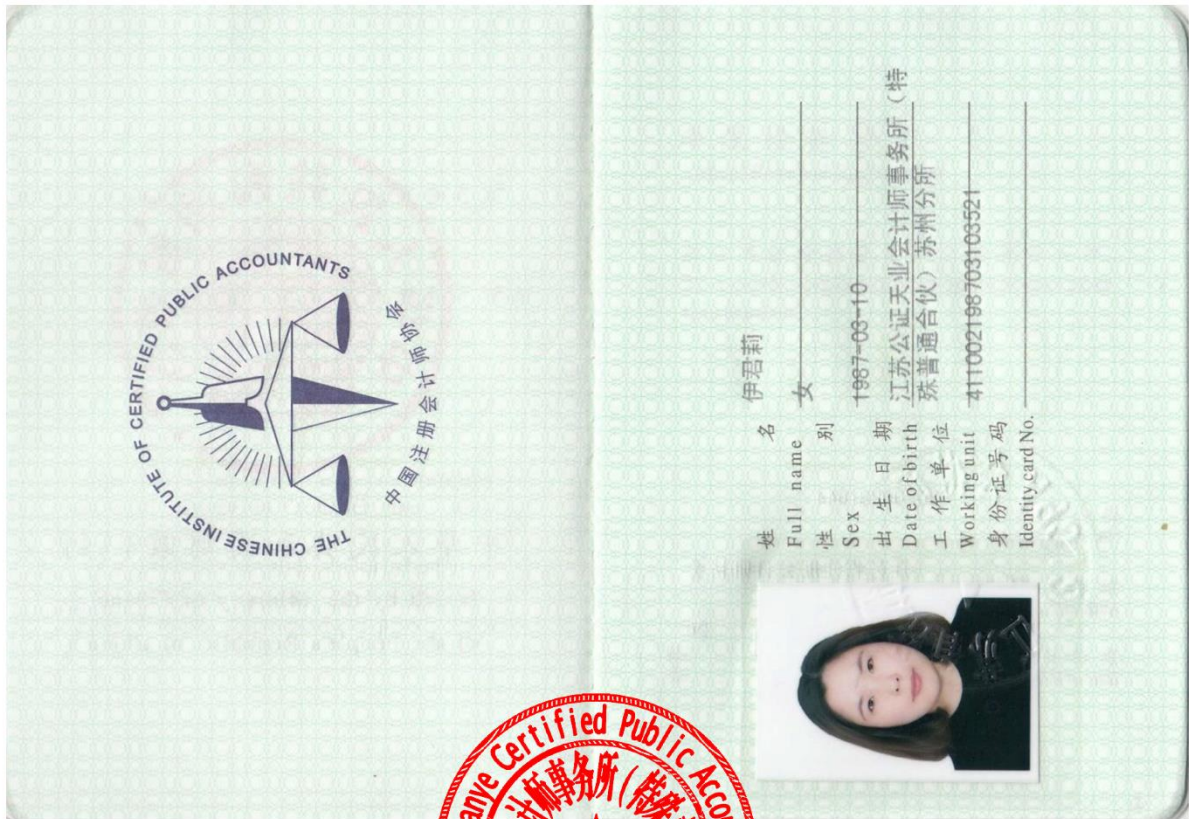 THE CHINESE INSTITUTE OF CERTIFIED PUBLIC ACCOUNTANTS
中国注册会计师协会
姓 名 伊君莉
Full name
性 别 女
Sex
出 生 日 期 1987-03-10
Date of birth
工 作 单 位 江苏公证天业会计师事务所（特
Working unit 殊普通合伙）苏州分所
身份证号码 411002198703103521
Identity card No.
Certified Public
计师事务所（特殊